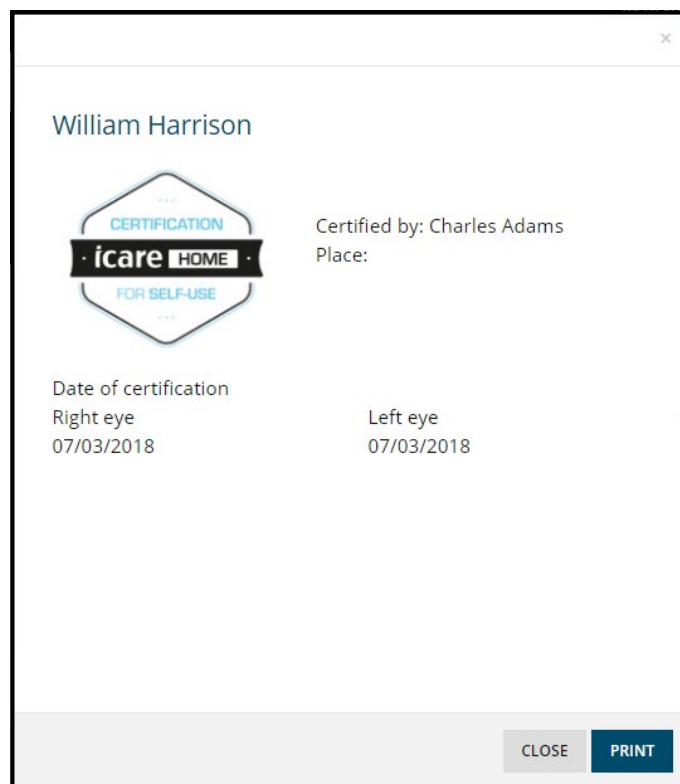 ×
William Harrison
CERTIFICATION
· icare HOME ·
FOR SELF-USE
Certified by: Charles Adams
Place:
Date of certification
Right eye
Left eye
07/03/2018
07/03/2018
CLOSE
PRINT